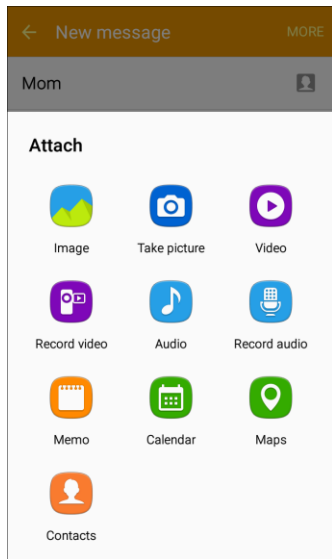 New message MORE
Mom
Attach
Image Take picture Video
Record video Audio Record audio
Memo Calendar Maps
Contacts